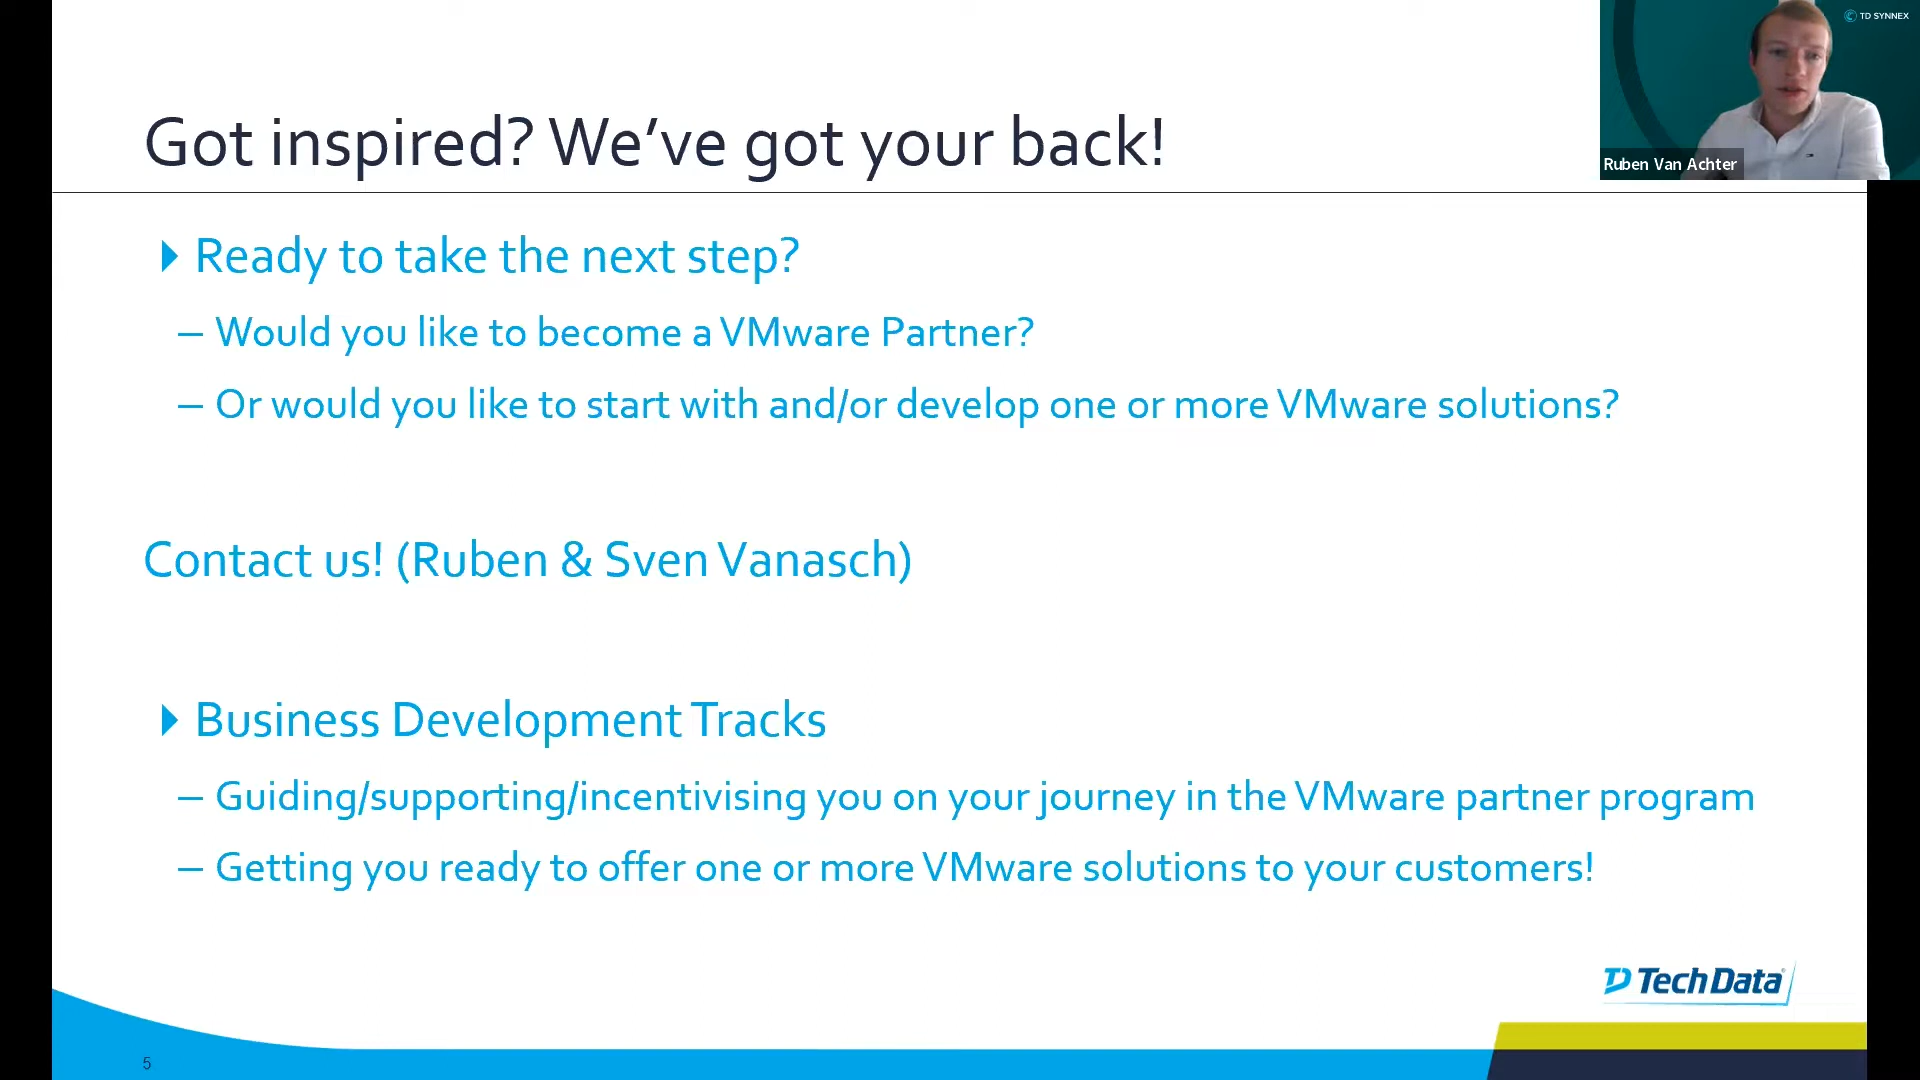 TD SYNNEX
Ruben Van Achter
Got inspired? We've got your back!
Ready to take the next step?
– Would you like to become a VMware Partner?
– Or would you like to start with and/or develop one or more VMware solutions?
Contact us! (Ruben & Sven Vanasch)
Business Development Tracks
– Guiding/supporting/incentivising you on your journey in the VMware partner program
– Getting you ready to offer one or more VMware solutions to your customers!
TD Tech Data
5